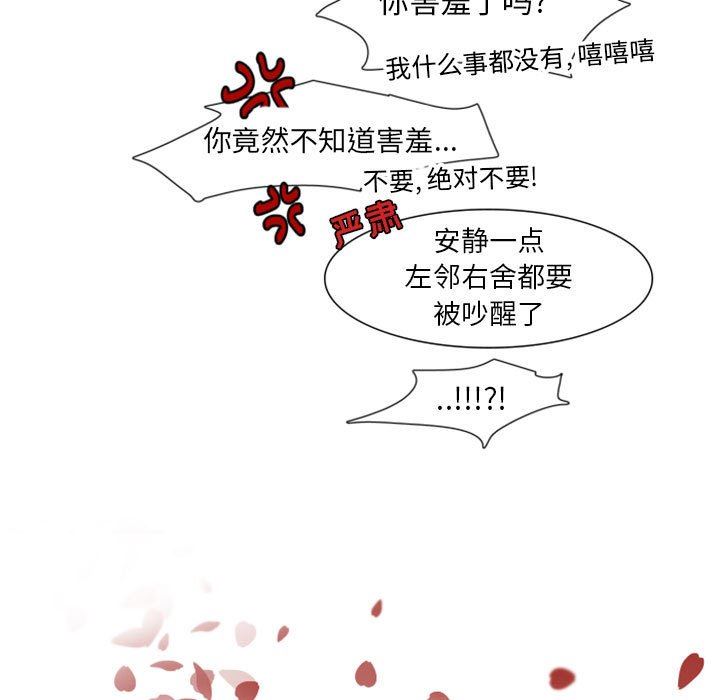 你害羞了吗?
我什么事都没有,嘻嘻嘻
你竟然不知道害羞...
不要, 绝对不要!
严肃
安静一点
左邻右舍都要
被吵醒了
..!!!?!